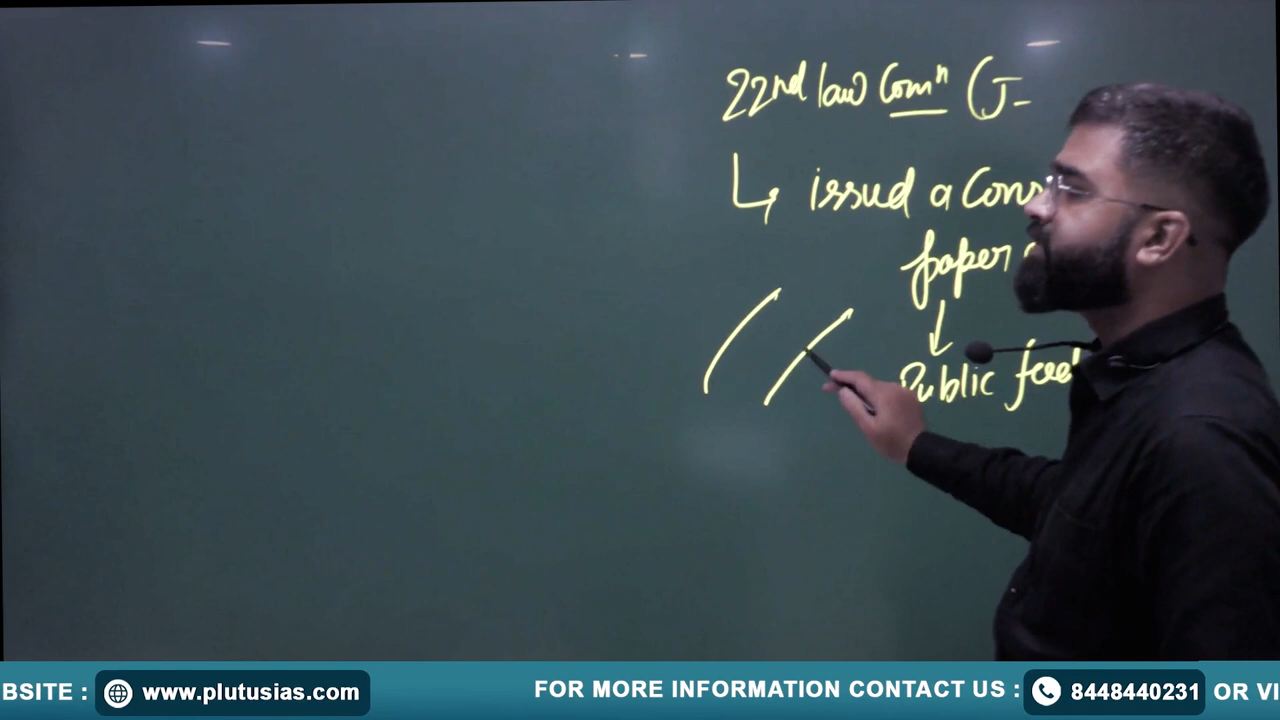 22nd law Comⁿ (J-
issued a Cons
paper
Public feed
BSITE : www.plutusias.com FOR MORE INFORMATION CONTACT US : 8448440231 OR VI